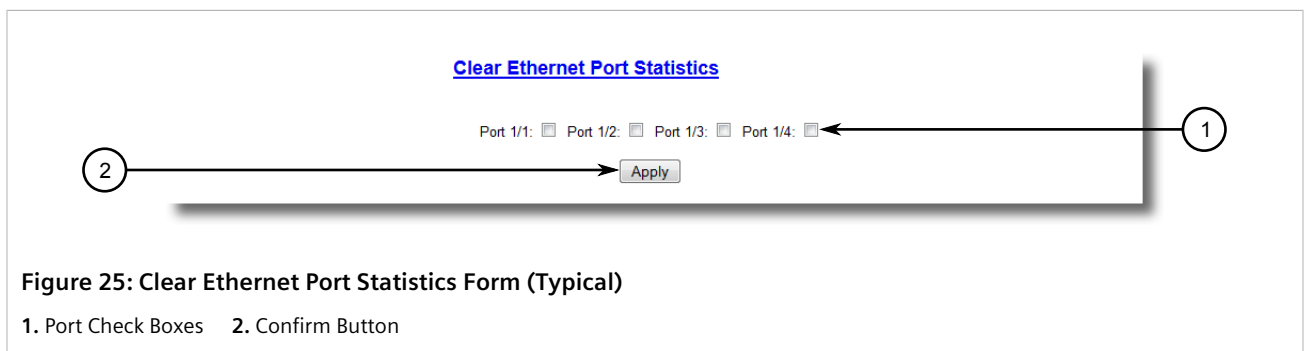 Clear Ethernet Port Statistics
Port 1/1: Port 1/2: Port 1/3: Port 1/4:
1
2
Apply
Figure 25: Clear Ethernet Port Statistics Form (Typical)
1. Port Check Boxes 2. Confirm Button